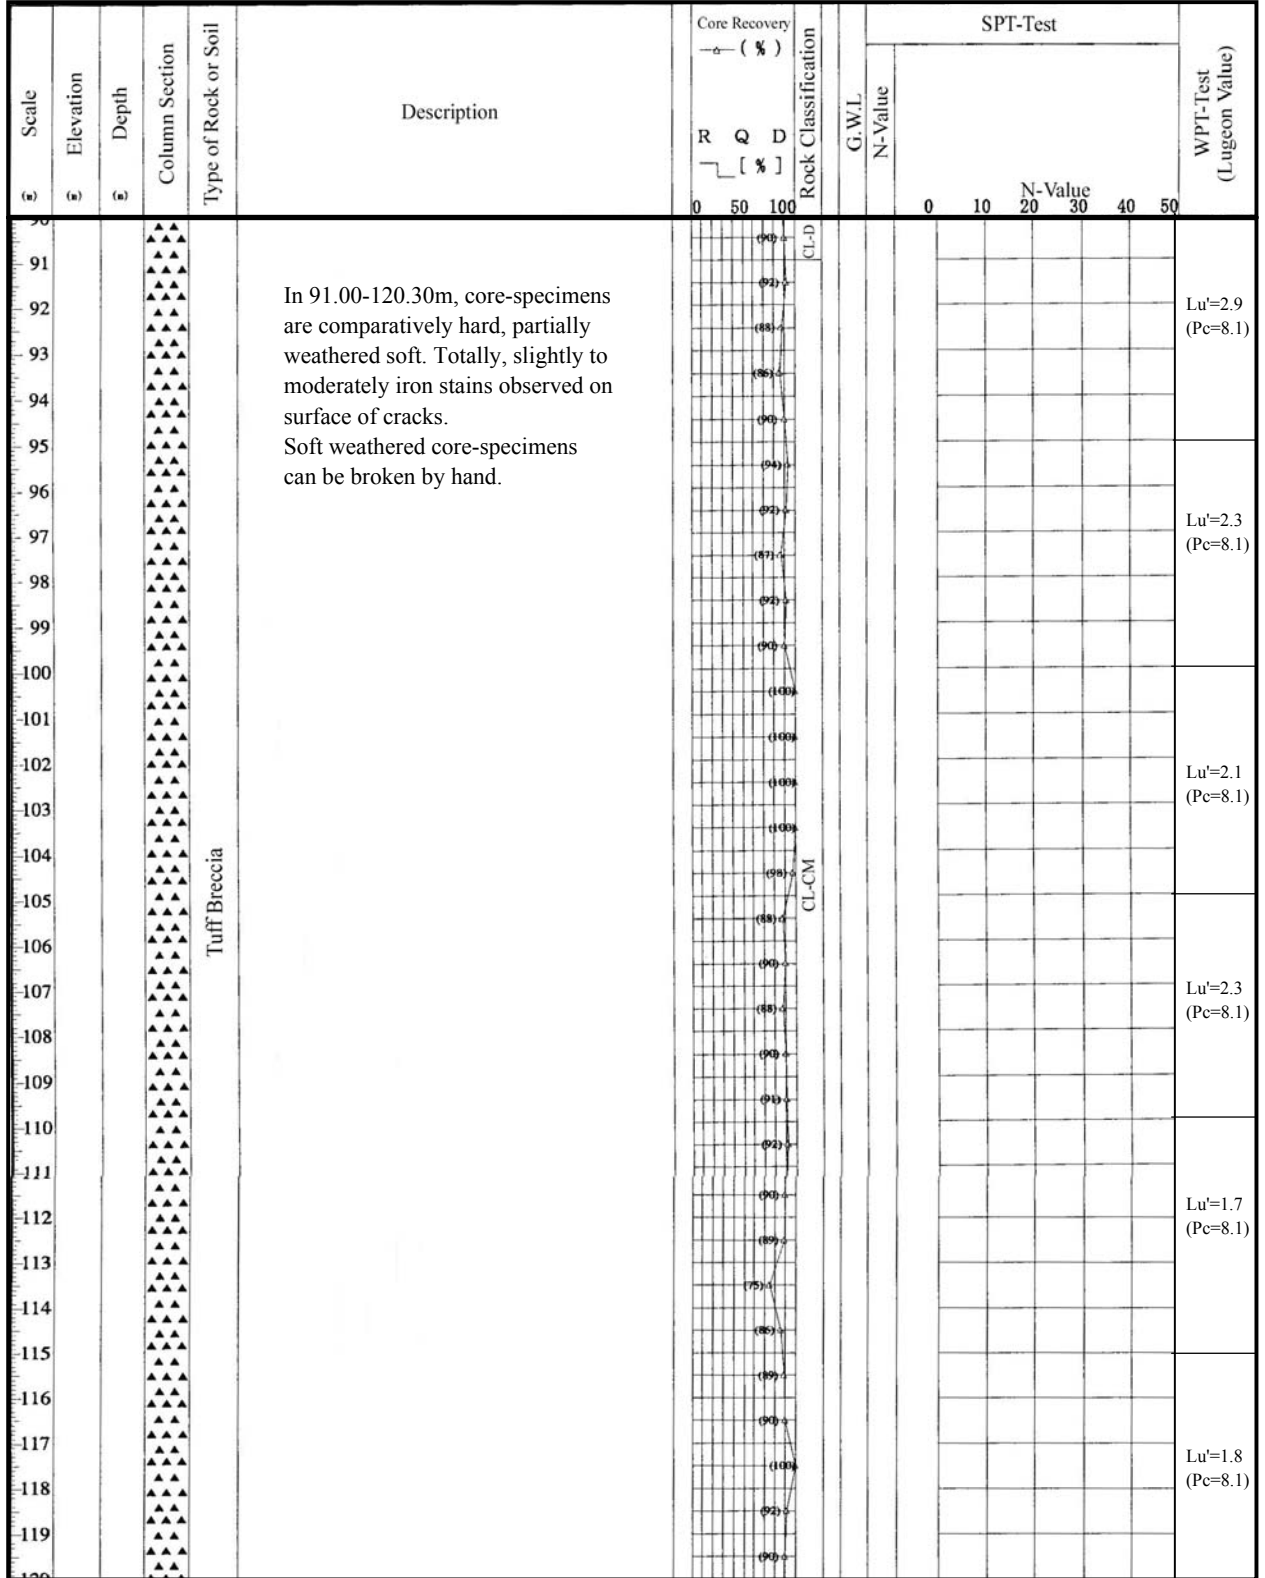 Scale
(m)
Elevation
(m)
Depth
(m)
Column Section
Type of Rock or Soil
Description
Core Recovery
( % )
R Q D
[ % ]
0 50 100
Rock Classification
G.W.L
SPT-Test
N-Value
N-Value
0 10 20 30 40 50
WPT-Test
(Lugeon Value)
90
91
92
93
94
95
96
97
98
99
100
101
102
103
104
105
106
107
108
109
110
111
112
113
114
115
116
117
118
119
120
Tuff Breccia
In 91.00-120.30m, core-specimens
are comparatively hard, partially
weathered soft. Totally, slightly to
moderately iron stains observed on
surface of cracks.
Soft weathered core-specimens
can be broken by hand.
(90)
(92)
(88)
(86)
(90)
(94)
(92)
(87)
(92)
(90)
(100)
(100)
(100)
(100)
(98)
(88)
(90)
(88)
(90)
(91)
(92)
(90)
(89)
(75)
(86)
(89)
(90)
(100)
(92)
(90)
CL-D
CL-CM
Lu'=2.9
(Pc=8.1)
Lu'=2.3
(Pc=8.1)
Lu'=2.1
(Pc=8.1)
Lu'=2.3
(Pc=8.1)
Lu'=1.7
(Pc=8.1)
Lu'=1.8
(Pc=8.1)